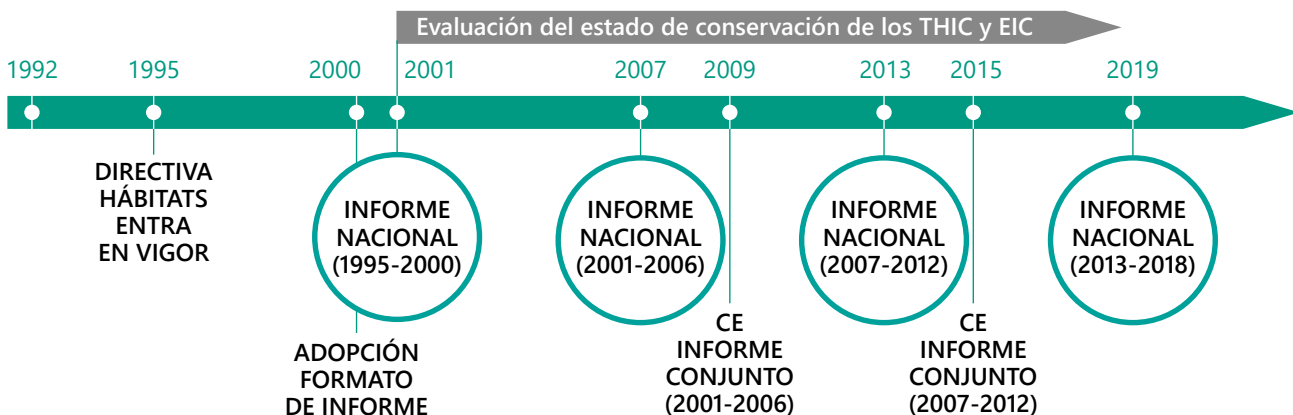 Evaluación del estado de conservación de los THIC y EIC
1992
1995
2000
2001
2007
2009
2013
2015
2019
DIRECTIVA
HÁBITATS
ENTRA
EN VIGOR
INFORME
NACIONAL
(1995-2000)
INFORME
NACIONAL
(2001-2006)
INFORME
NACIONAL
(2007-2012)
INFORME
NACIONAL
(2013-2018)
ADOPCIÓN
FORMATO
DE INFORME
CE
INFORME
CONJUNTO
(2001-2006)
CE
INFORME
CONJUNTO
(2007-2012)